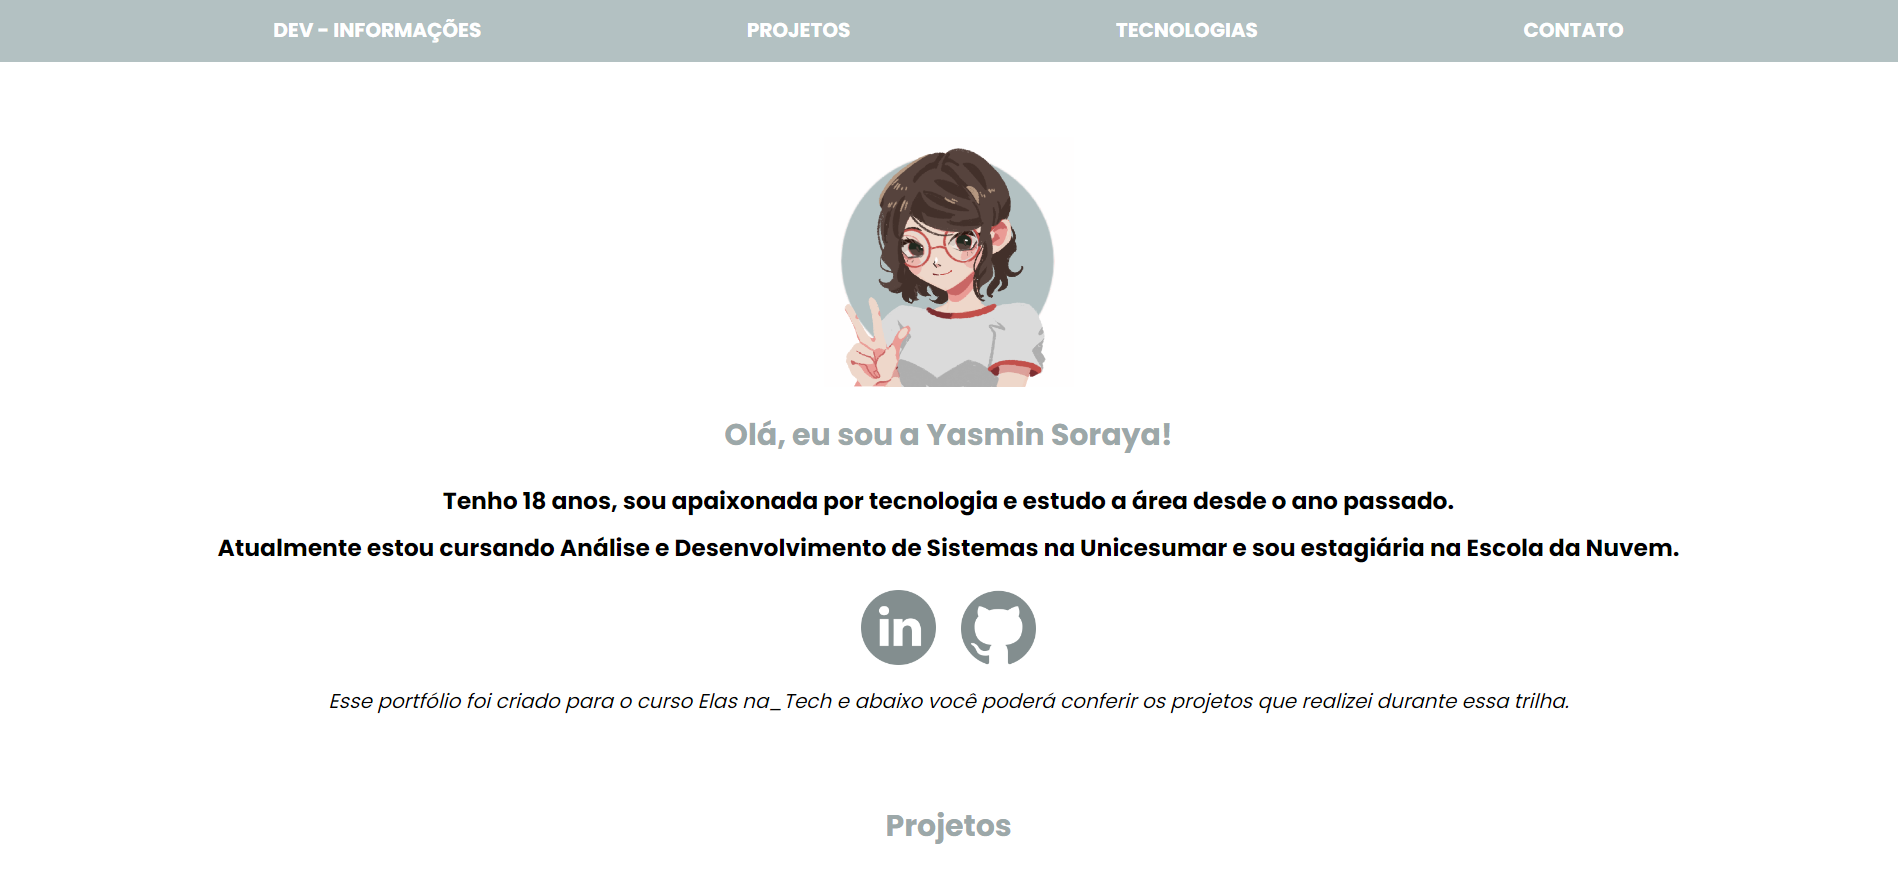 DEV - INFORMAÇÕES PROJETOS TECNOLOGIAS CONTATO
Olá, eu sou a Yasmin Soraya!
Tenho 18 anos, sou apaixonada por tecnologia e estudo a área desde o ano passado.
Atualmente estou cursando Análise e Desenvolvimento de Sistemas na Unicesumar e sou estagiária na Escola da Nuvem.
in
Esse portfólio foi criado para o curso Elas na_Tech e abaixo você poderá conferir os projetos que realizei durante essa trilha.
Projetos